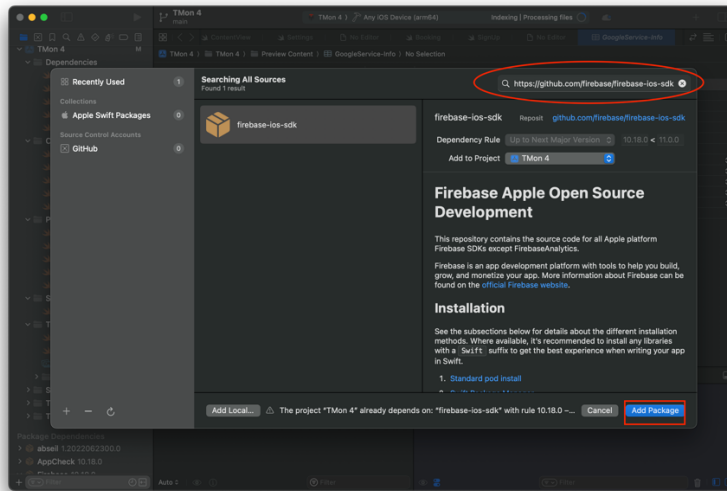 TMon 4
main
TMon 4 〉 Any iOS Device (arm64)
Indexing | Processing files
ContentView
Settings
No Editor
No Editor
GoogleService-Info
TMon 4
M
TMon 4 〉 TMon 4 〉 Preview Content 〉 GoogleService-Info 〉 No Selection
Dependencies
Recently Used
1
Collections
Apple Swift Packages
0
Source Control Accounts
GitHub
0
Searching All Sources
Found 1 result
https://github.com/firebase/firebase-ios-sdk
firebase-ios-sdk
firebase-ios-sdk
Reposit
github.com/firebase/firebase-ios-sdk
Dependency Rule
Up to Next Major Version
10.18.0 < 11.0.0
Add to Project
TMon 4
Firebase Apple Open Source
Development
This repository contains the source code for all Apple platform
Firebase SDKs except FirebaseAnalytics.
Firebase is an app development platform with tools to help you build,
grow, and monetize your app. More information about Firebase can be
found on the official Firebase website.
Installation
See the subsections below for details about the different installation
methods. Where available, it's recommended to install any libraries
with a Swift suffix to get the best experience when writing your app
in Swift.
1. Standard pod install
Add Local...
The project "TMon 4" already depends on: "firebase-ios-sdk" with rule 10.18.0 –...
Cancel
Add Package
Package Dependencies
abseil 1.2022062300.0
AppCheck 10.18.0
Filter
Auto
Filter
Filter